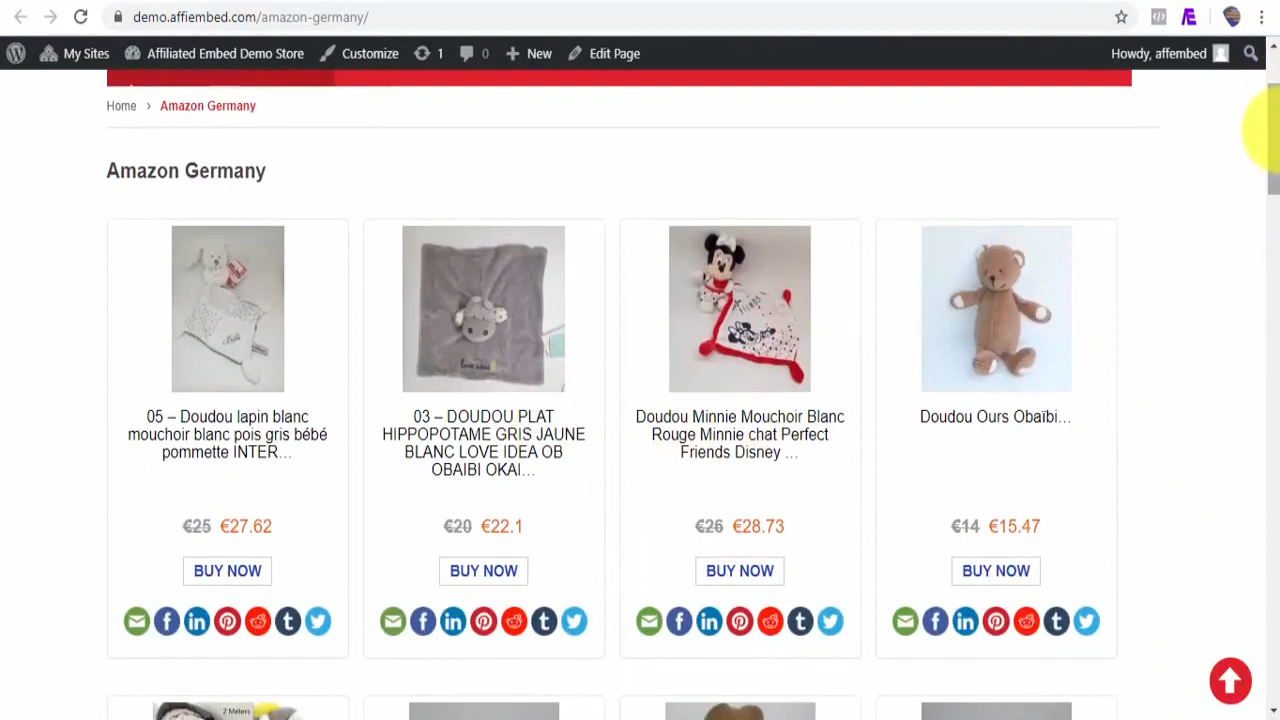 demo.affiembed.com/amazon-germany/
My Sites Affiliated Embed Demo Store Customize 1 0 New Edit Page Howdy, affembed
Home › Amazon Germany
Amazon Germany
05 – Doudou lapin blanc
mouchoir blanc pois gris bébé
pommette INTER…
€25 €27.62
BUY NOW
03 – DOUDOU PLAT
HIPPOPOTAME GRIS JAUNE
BLANC LOVE IDEA OB
OBAIBI OKAI…
€20 €22.1
BUY NOW
Doudou Minnie Mouchoir Blanc
Rouge Minnie chat Perfect
Friends Disney …
€26 €28.73
BUY NOW
Doudou Ours Obaïbi…
€14 €15.47
BUY NOW
2 Meters